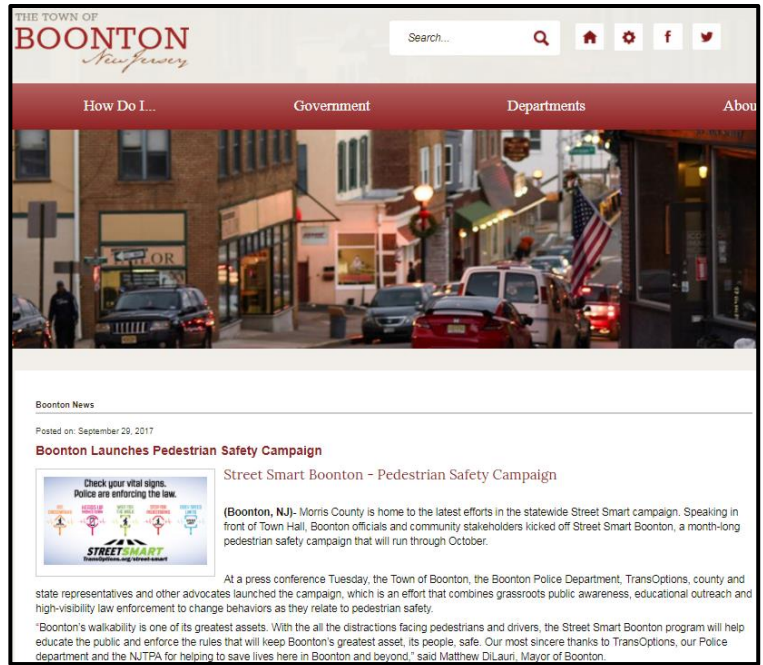 THE TOWN OF
BOONTON
New Jersey
Search...
How Do I...
Government
Departments
Abou
Boonton News
Posted on: September 29, 2017
Boonton Launches Pedestrian Safety Campaign
Check your vital signs.
Police are enforcing the law.
STREETSMART
TransOptions.org/street-smart
Street Smart Boonton - Pedestrian Safety Campaign
(Boonton, NJ)- Morris County is home to the latest efforts in the statewide Street Smart campaign. Speaking in
front of Town Hall, Boonton officials and community stakeholders kicked off Street Smart Boonton, a month-long
pedestrian safety campaign that will run through October.
At a press conference Tuesday, the Town of Boonton, the Boonton Police Department, TransOptions, county and
state representatives and other advocates launched the campaign, which is an effort that combines grassroots public awareness, educational outreach and
high-visibility law enforcement to change behaviors as they relate to pedestrian safety.
“Boonton’s walkability is one of its greatest assets. With the all the distractions facing pedestrians and drivers, the Street Smart Boonton program will help
educate the public and enforce the rules that will keep Boonton’s greatest asset, its people, safe. Our most sincere thanks to TransOptions, our Police
department and the NJTPA for helping to save lives here in Boonton and beyond,” said Matthew DiLauri, Mayor of Boonton.